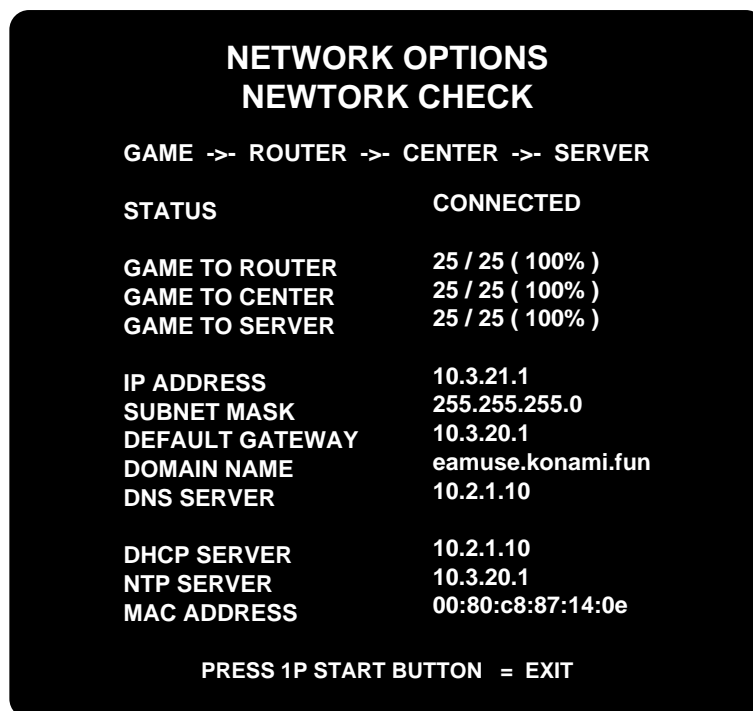 NETWORK OPTIONS
NEWTORK CHECK
GAME ->- ROUTER ->- CENTER ->- SERVER
STATUS CONNECTED
GAME TO ROUTER 25 / 25 ( 100% )
GAME TO CENTER 25 / 25 ( 100% )
GAME TO SERVER 25 / 25 ( 100% )
IP ADDRESS 10.3.21.1
SUBNET MASK 255.255.255.0
DEFAULT GATEWAY 10.3.20.1
DOMAIN NAME eamuse.konami.fun
DNS SERVER 10.2.1.10
DHCP SERVER 10.2.1.10
NTP SERVER 10.3.20.1
MAC ADDRESS 00:80:c8:87:14:0e
PRESS 1P START BUTTON = EXIT